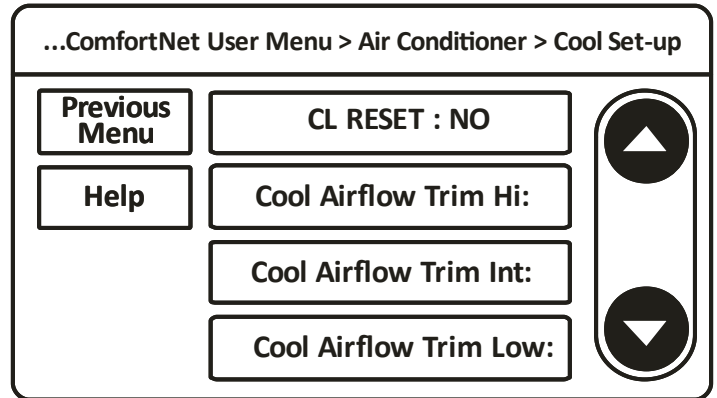 ...ComfortNet User Menu > Air Conditioner > Cool Set-up
Previous
Menu
CL RESET : NO
Help
Cool Airflow Trim Hi:
Cool Airflow Trim Int:
Cool Airflow Trim Low: